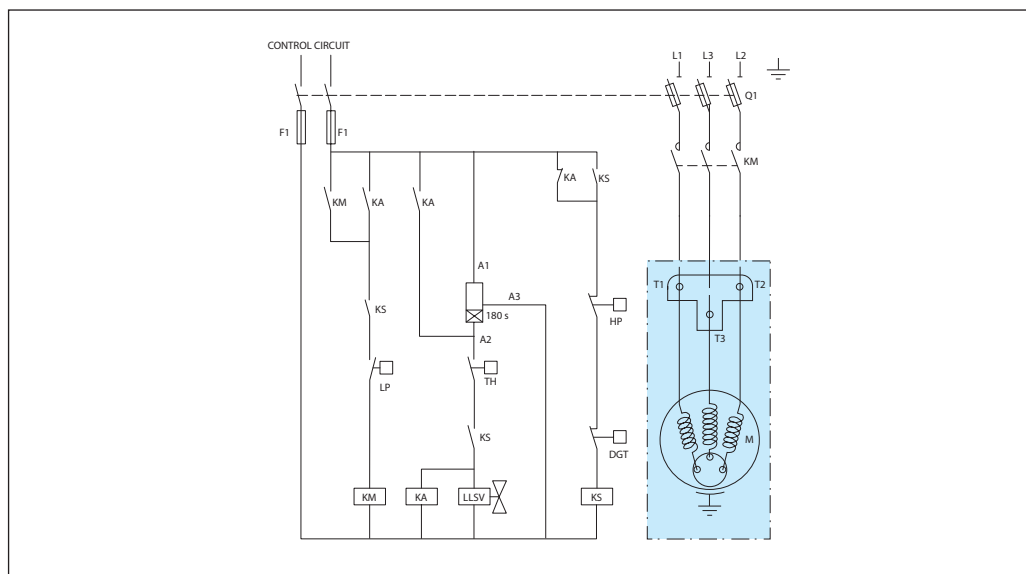 CONTROL CIRCUIT
L1 L3 L2
Q1
F1 F1
KM
KA KS
KM KA KA
A1
T1 T2
A3
KS 180 s HP
A2 T3
LP TH
KS M
DGT
KM KA LLSV KS